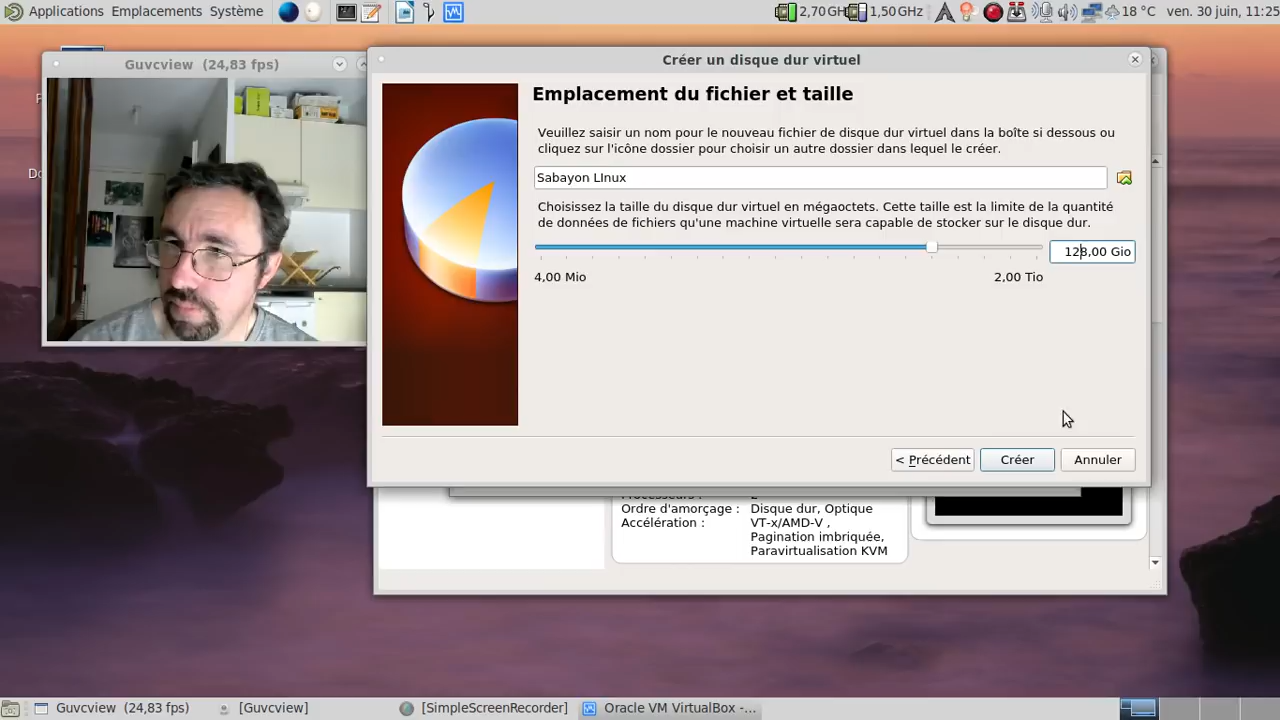 Applications Emplacements Système
2,70 GH 1,50 GHz 18 °C ven. 30 juin, 11:25
Guvcview (24,83 fps)
Créer un disque dur virtuel
Emplacement du fichier et taille
Veuillez saisir un nom pour le nouveau fichier de disque dur virtuel dans la boîte si dessous ou
cliquez sur l'icône dossier pour choisir un autre dossier dans lequel le créer.
Sabayon LInux
Choisissez la taille du disque dur virtuel en mégaoctets. Cette taille est la limite de la quantité
de données de fichiers qu'une machine virtuelle sera capable de stocker sur le disque dur.
128,00 Gio
4,00 Mio 2,00 Tio
< Précédent Créer Annuler
Ordre d'amorçage : Disque dur, Optique
Accélération : VT-x/AMD-V ,
Pagination imbriquée,
Paravirtualisation KVM
Guvcview (24,83 fps) [Guvcview] [SimpleScreenRecorder] Oracle VM VirtualBox -...